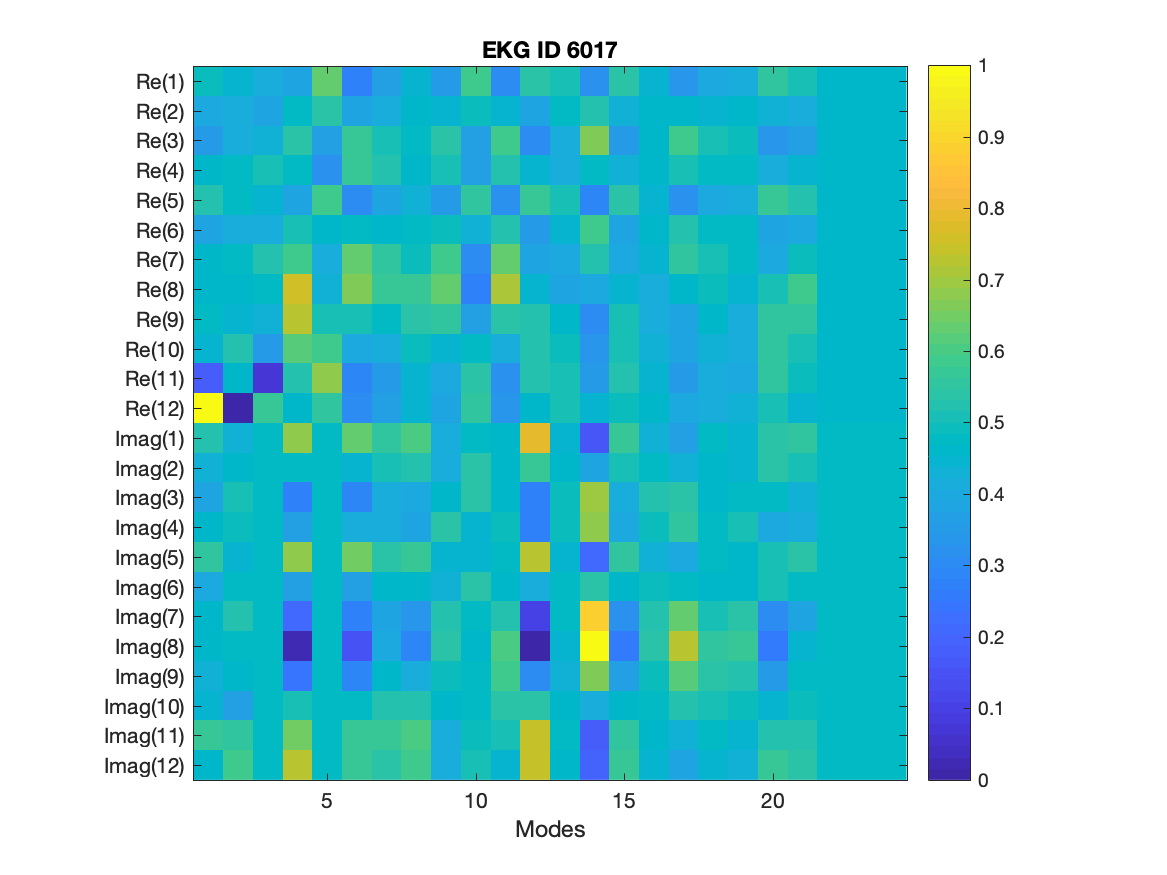 EKG ID 6017
Re(1)
Re(2)
Re(3)
Re(4)
Re(5)
Re(6)
Re(7)
Re(8)
Re(9)
Re(10)
Re(11)
Re(12)
Imag(1)
Imag(2)
Imag(3)
Imag(4)
Imag(5)
Imag(6)
Imag(7)
Imag(8)
Imag(9)
Imag(10)
Imag(11)
Imag(12)
5 10 15 20
Modes
1
0.9
0.8
0.7
0.6
0.5
0.4
0.3
0.2
0.1
0